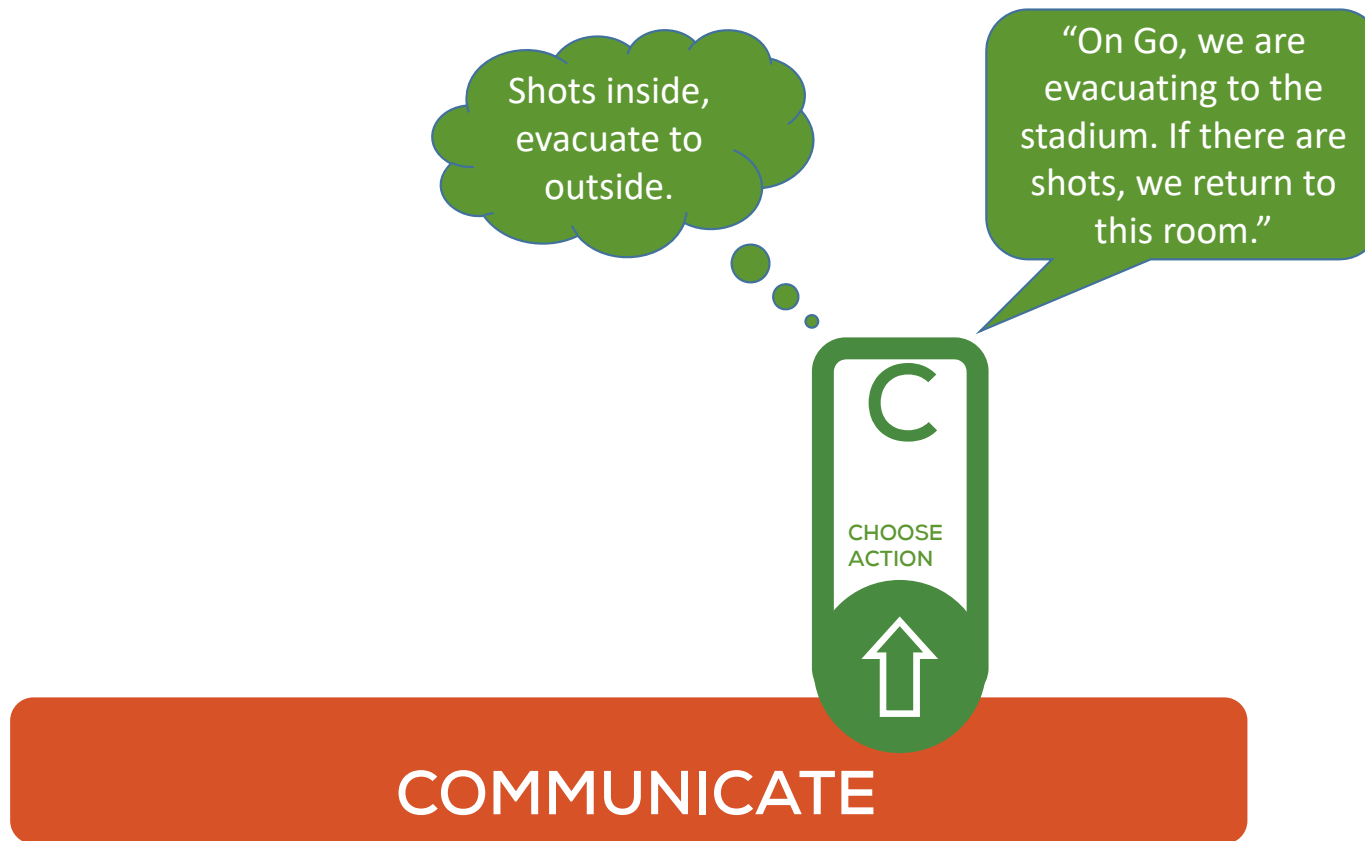 Shots inside,
evacuate to
outside.
“On Go, we are
evacuating to the
stadium. If there are
shots, we return to
this room.”
C
CHOOSE
ACTION
COMMUNICATE